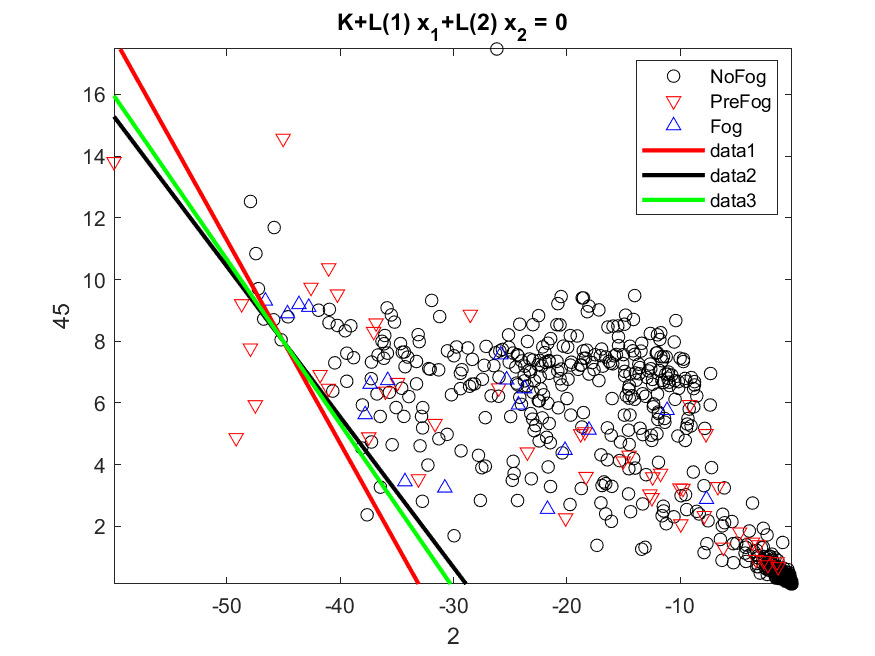 K+L(1) x₁+L(2) x₂ = 0
NoFog
PreFog
Fog
data1
data2
data3
16
14
12
10
8
6
4
2
45
-50
-40
-30
-20
-10
2